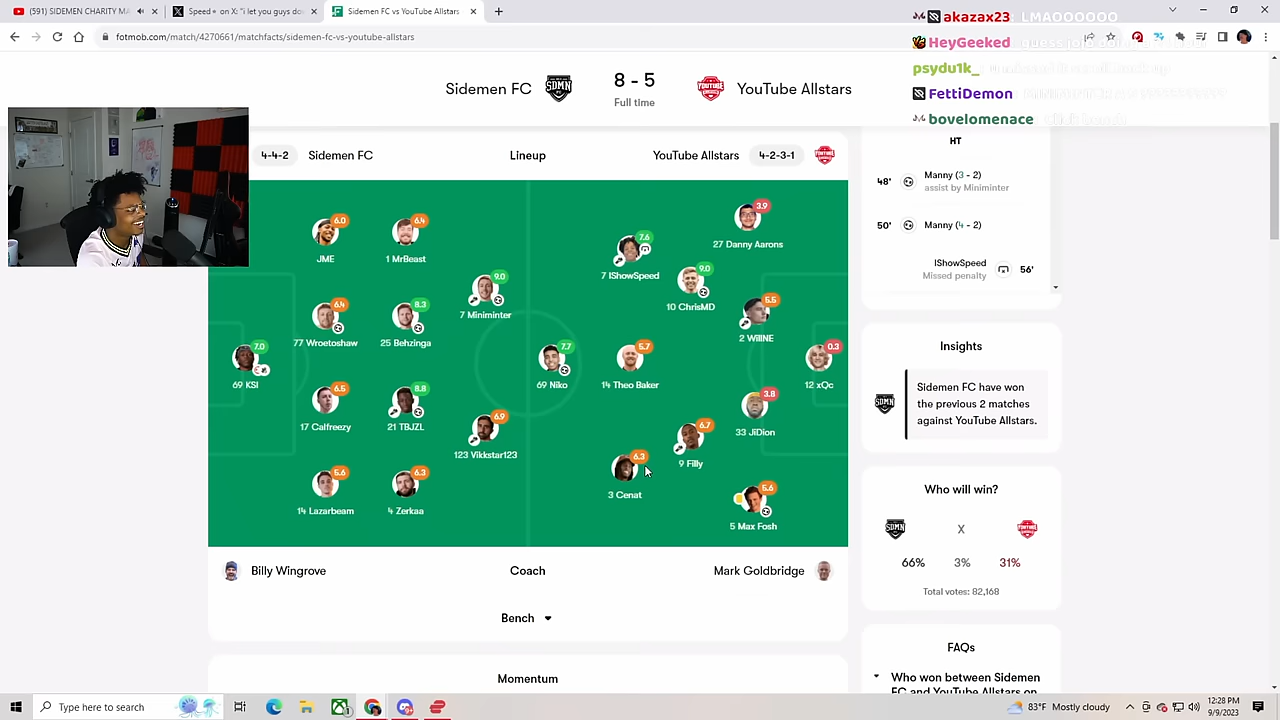 (591) SIDEMEN CHARITY MA
Speed⭐ on X: "i let you guys do
Sidemen FC vs YouTube Allstars
fotmob.com/match/4270661/matchfacts/sidemen-fc-vs-youtube-allstars
akazax23: LMAOOOOOO
HeyGeeked
psydu1k_
FettiDemon
bovelomenace
Sidemen FC
8 - 5
Full time
YouTube Allstars
4-4-2
Sidemen FC
Lineup
YouTube Allstars
4-2-3-1
6.0
JME
6.4
1 MrBeast
9.0
7 Miniminter
6.4
77 Wroetoshaw
8.3
25 Behzinga
7.0
69 KSI
6.5
17 Calfreezy
8.8
21 TBJZL
6.9
123 Vikkstar123
5.6
14 Lazarbeam
6.3
4 Zerkaa
3.9
27 Danny Aarons
7.6
7 IShowSpeed
9.0
10 ChrisMD
5.5
2 WillNE
7.7
69 Niko
5.7
14 Theo Baker
0.3
12 xQc
3.8
33 JiDion
6.7
9 Filly
6.3
3 Cenat
5.6
5 Max Fosh
Billy Wingrove
Coach
Mark Goldbridge
Bench
Momentum
HT
48' Manny (3 - 2)
assist by Miniminter
50' Manny (4 - 2)
IShowSpeed
Missed penalty
56'
Insights
Sidemen FC have won
the previous 2 matches
against YouTube Allstars.
Who will win?
X
66%
3%
31%
Total votes: 82,168
FAQs
Who won between Sidemen
FC and YouTube Allstars on
Type here to search
83°F Mostly cloudy
12:28 PM
9/9/2023